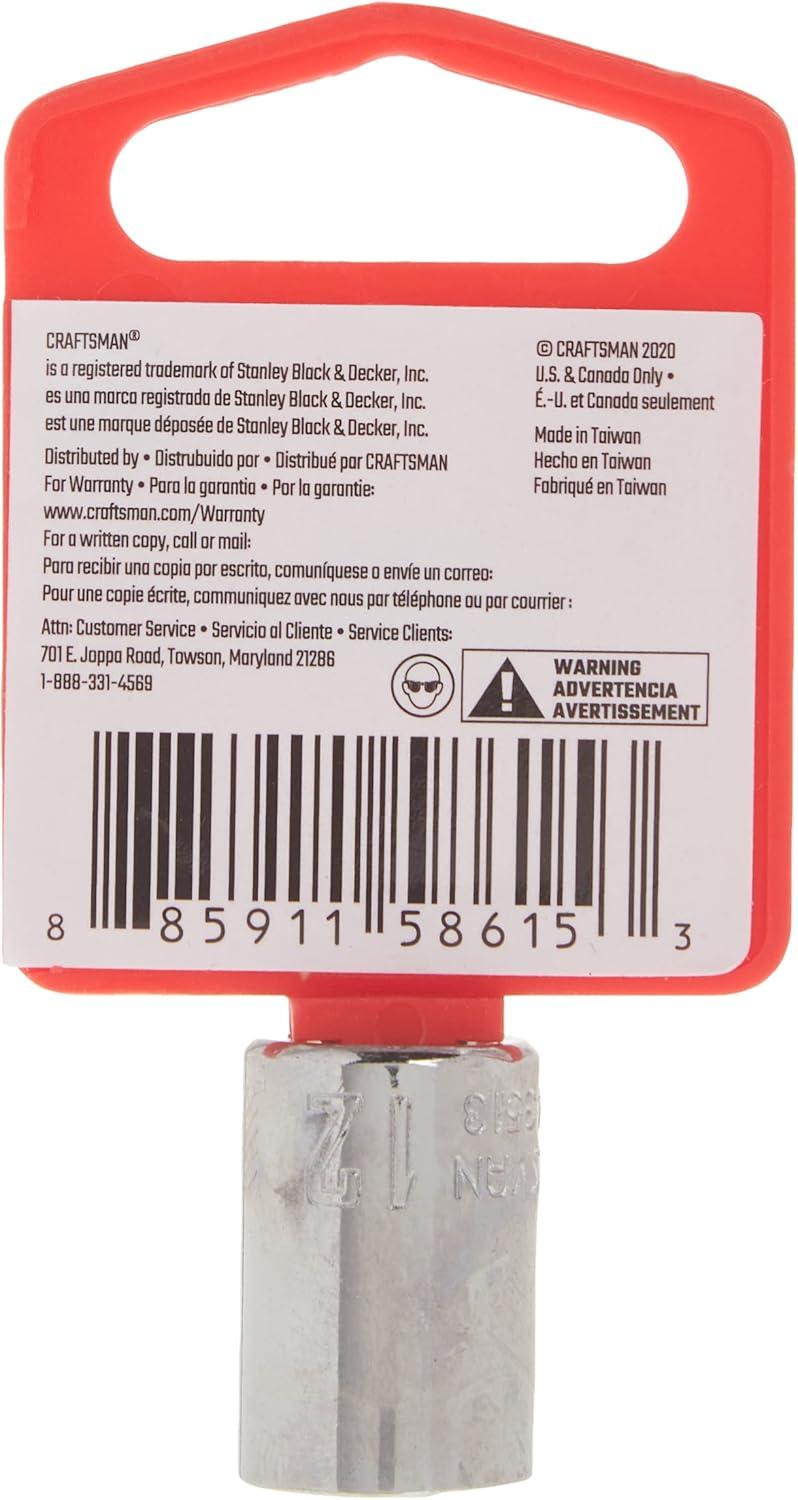 CRAFTSMAN®
is a registered trademark of Stanley Black & Decker, Inc.
es una marca registrada de Stanley Black & Decker, Inc.
est une marque déposée de Stanley Black & Decker, Inc.
Distributed by • Distrubuido por • Distribué par CRAFTSMAN
For Warranty • Para la garantia • Por la garantie:
www.craftsman.com/Warranty
For a written copy, call or mail:
Para recibir una copia por escrito, comuníquese o envíe un correo:
Pour une copie écrite, communiquez avec nous par téléphone ou par courrier :
Attn: Customer Service • Servicio al Cliente • Service Clients:
701 E. Joppa Road, Towson, Maryland 21286
1-888-331-4569
© CRAFTSMAN 2020
U.S. & Canada Only •
É.-U. et Canada seulement
Made in Taiwan
Hecho en Taiwan
Fabriqué en Taiwan
WARNING
ADVERTENCIA
AVERTISSEMENT
8 85911 58615 3
12